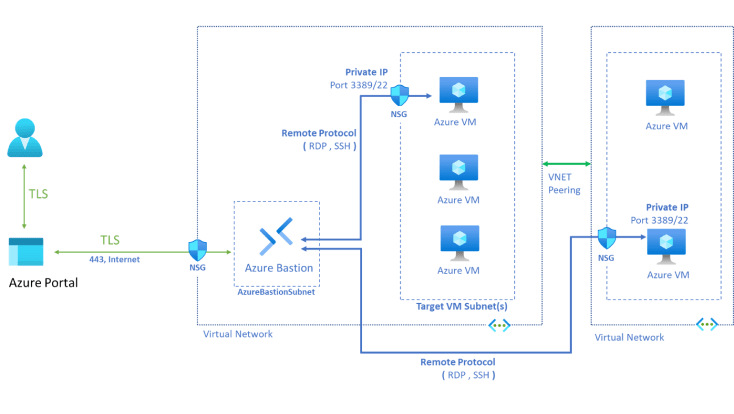 TLS
Azure Portal
TLS
443, Internet
NSG
Azure Bastion
AzureBastionSubnet
Virtual Network
Remote Protocol
( RDP , SSH )
Private IP
Port 3389/22
NSG
Azure VM
Azure VM
Azure VM
Target VM Subnet(s)
VNET
Peering
Remote Protocol
( RDP , SSH )
Azure VM
Private IP
Port 3389/22
NSG
Azure VM
Virtual Network